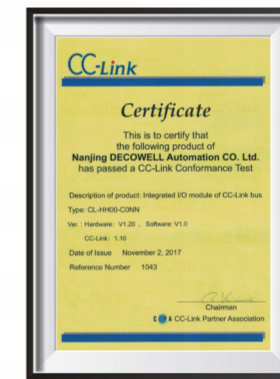 CC-Link
Certificate
This is to certify that
the following product of
Nanjing DECOWELL Automation CO. Ltd.
has passed a CC-Link Conformance Test
Description of product: Integrated I/O module of CC-Link bus
Type: CL-HH00-C0NN
Ver. : Hardware: V1.20 , Software: V1.0
CC-Link: 1.10
Date of Issue November 2, 2017
Reference Number 1043
Chairman
CC-Link Partner Association